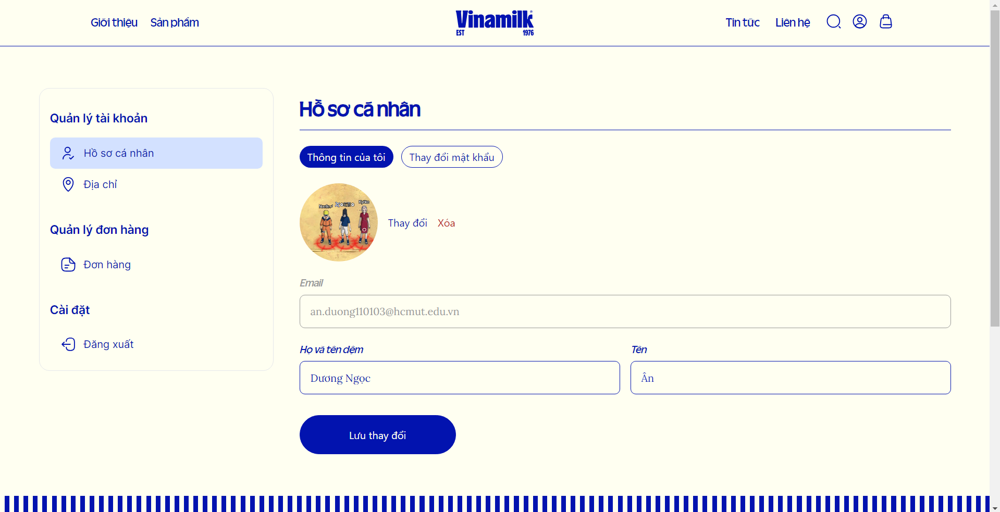 Giới thiệu Sản phẩm
Vinamilk
EST 1976
Tin tức Liên hệ
Quản lý tài khoản
Hồ sơ cá nhân
Địa chỉ
Quản lý đơn hàng
Đơn hàng
Cài đặt
Đăng xuất
Hồ sơ cá nhân
Thông tin của tôi Thay đổi mật khẩu
Thay đổi Xóa
Email
an.duong110103@hcmut.edu.vn
Họ và tên đệm
Dương Ngọc
Tên
Ân
Lưu thay đổi